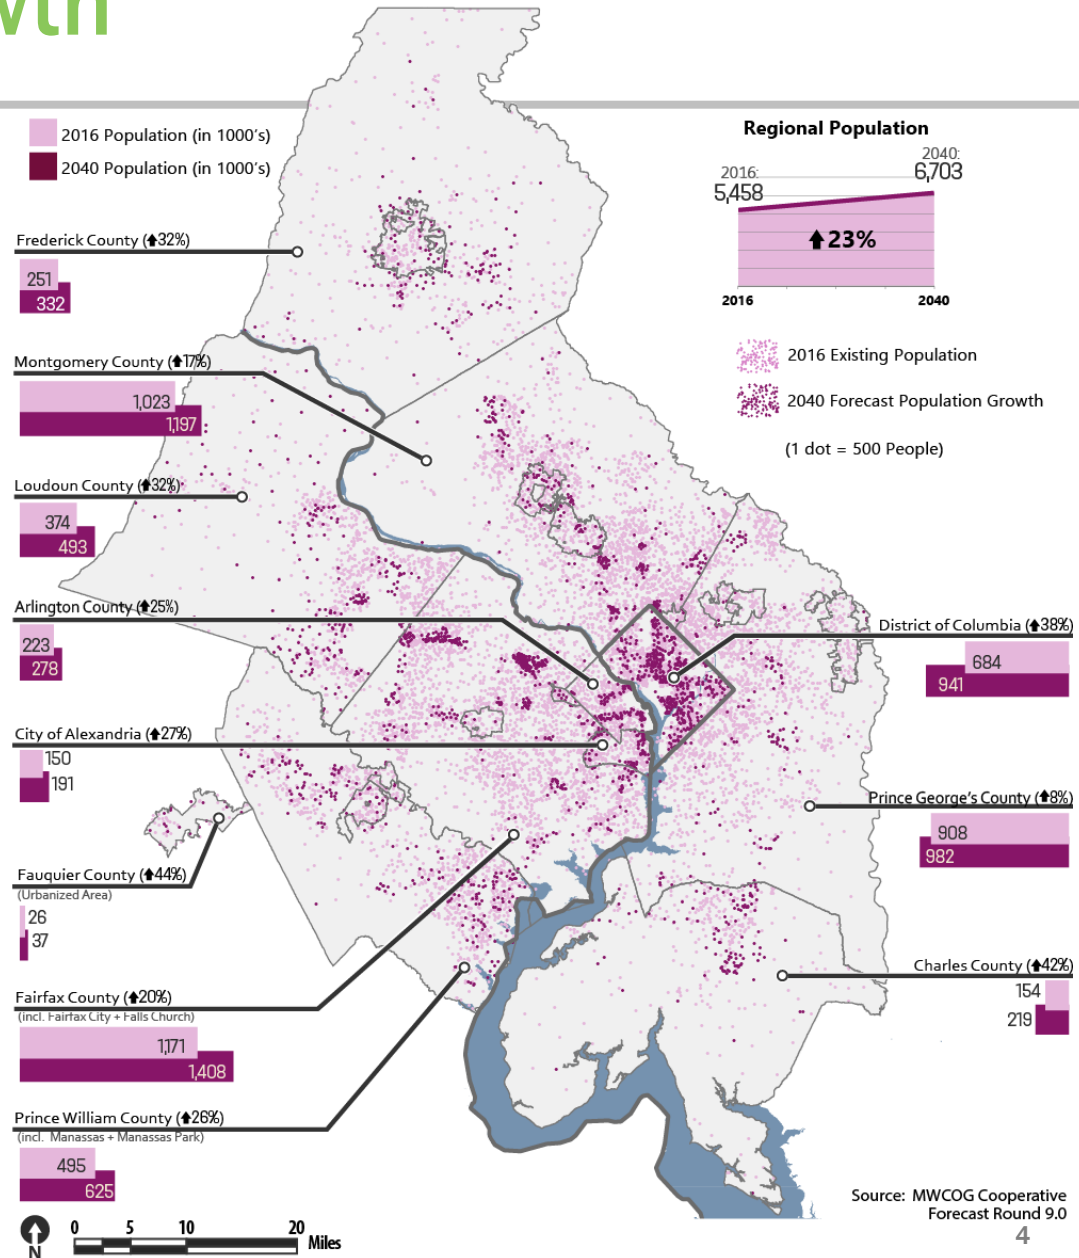 wth
2016 Population (in 1000's)
2040 Population (in 1000's)
Regional Population
2016:
5,458
2040:
6,703
23%
2016
2040
2016 Existing Population
2040 Forecast Population Growth
(1 dot = 500 People)
Frederick County (32%)
251
332
Montgomery County (17%)
1,023
1,197
Loudoun County (32%)
374
493
Arlington County (25%)
223
278
City of Alexandria (27%)
150
191
Fauquier County (44%)
(Urbanized Area)
26
37
Fairfax County (20%)
(incl. Fairfax City + Falls Church)
1,171
1,408
Prince William County (26%)
(incl. Manassas + Manassas Park)
495
625
District of Columbia (38%)
684
941
Prince George's County (8%)
908
982
Charles County (42%)
154
219
N
0 5 10 20
Miles
Source: MWCOG Cooperative
Forecast Round 9.0
4